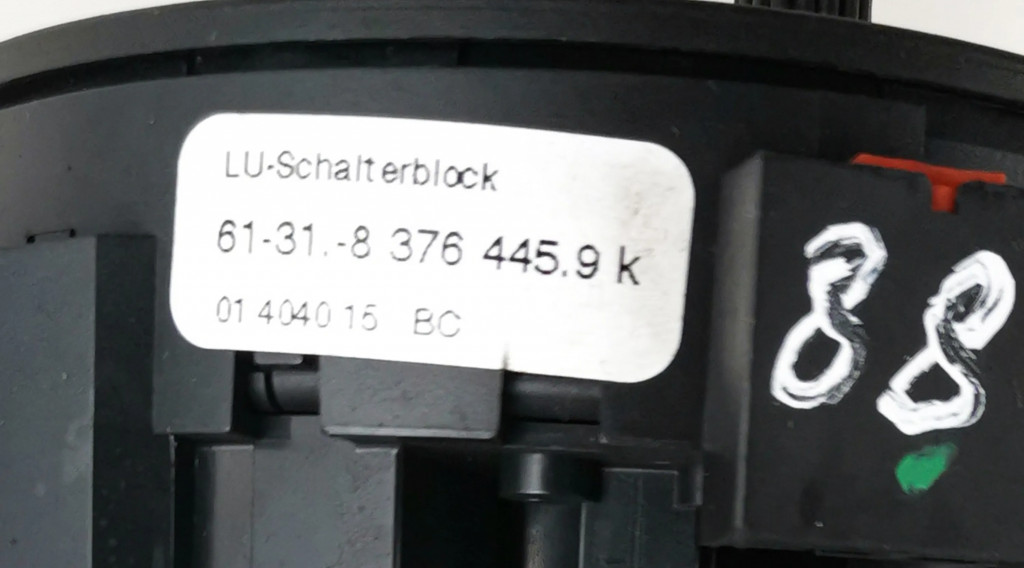 LU-Schalterblock
61-31.-8 376 445.9 k
01 4040 15 BC
88